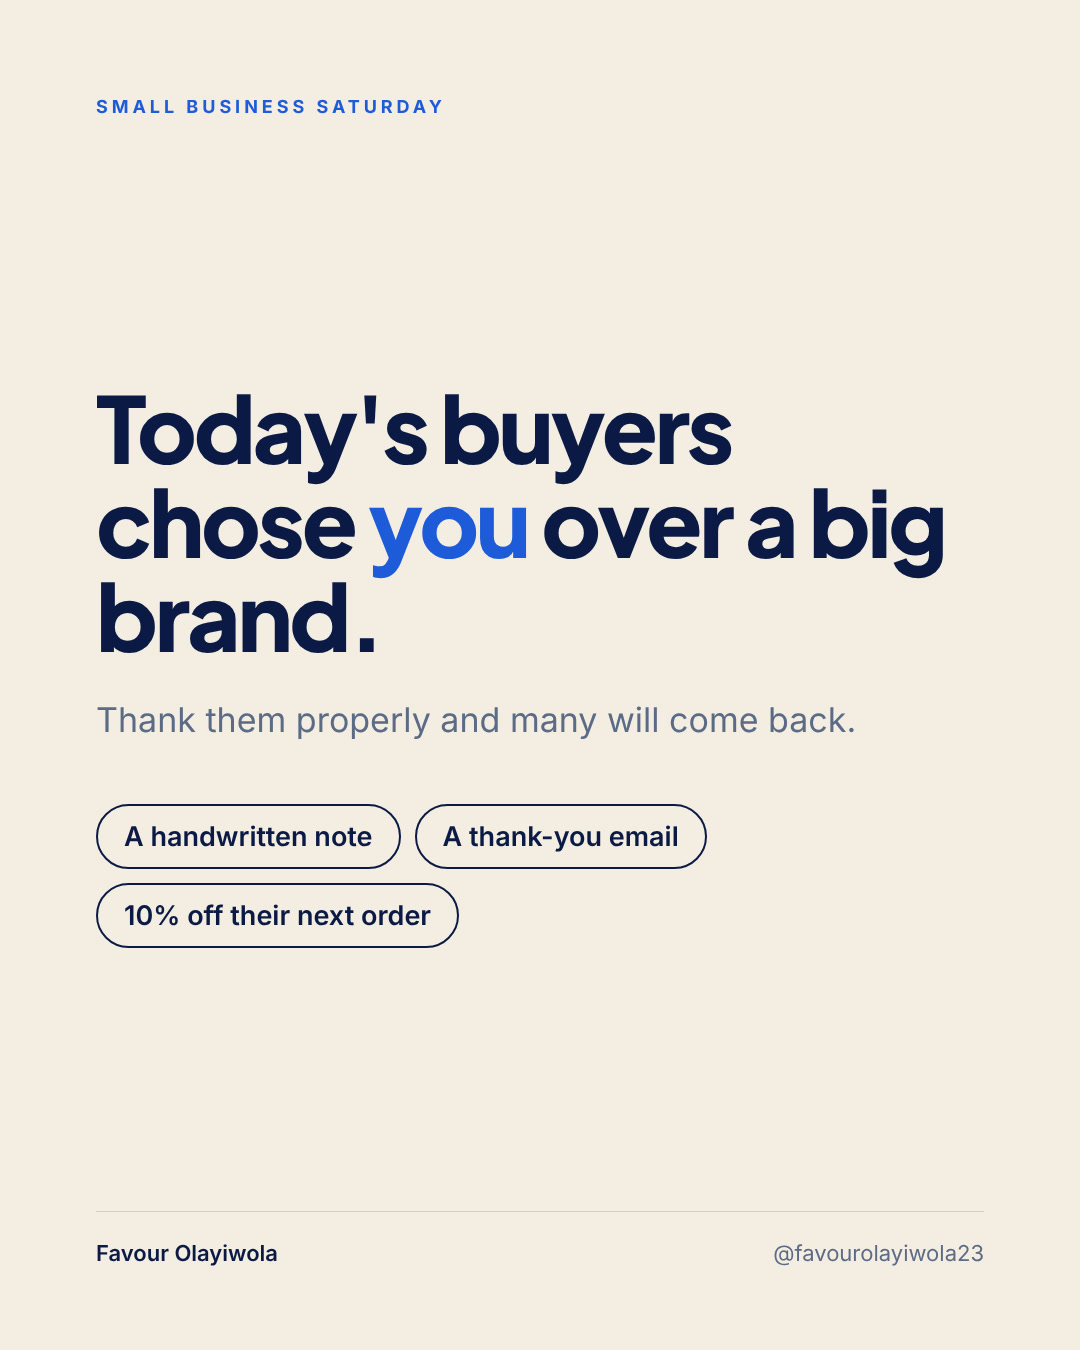 SMALL BUSINESS SATURDAY
Today's buyers
chose you over a big
brand.
Thank them properly and many will come back.
A handwritten note
A thank-you email
10% off their next order
Favour Olayiwola
@favourolayiwola23